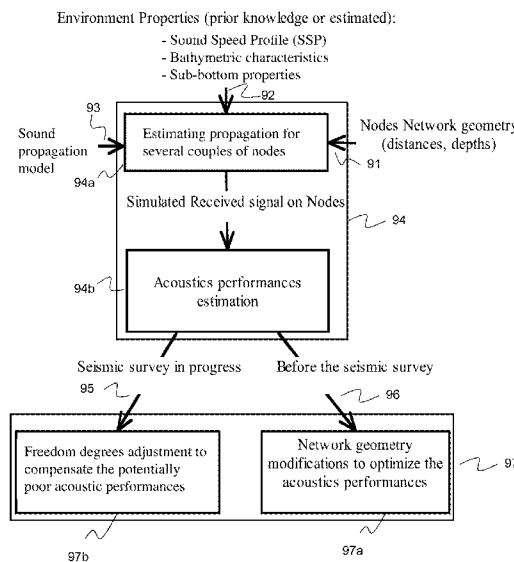 Environment Properties (prior knowledge or estimated):
- Sound Speed Profile (SSP)
- Bathymetric characteristics
- Sub-bottom properties
92
93
Sound
propagation
model
Estimating propagation for
several couples of nodes
Nodes Network geometry
(distances, depths)
91
94a
Simulated Received signal on Nodes
94
94b
Acoustics performances
estimation
Seismic survey in progress
Before the seismic survey
95
96
Freedom degrees adjustment to
compensate the potentially
poor acoustic performances
Network geometry
modifications to optimize the
acoustics performances
97
97b
97a